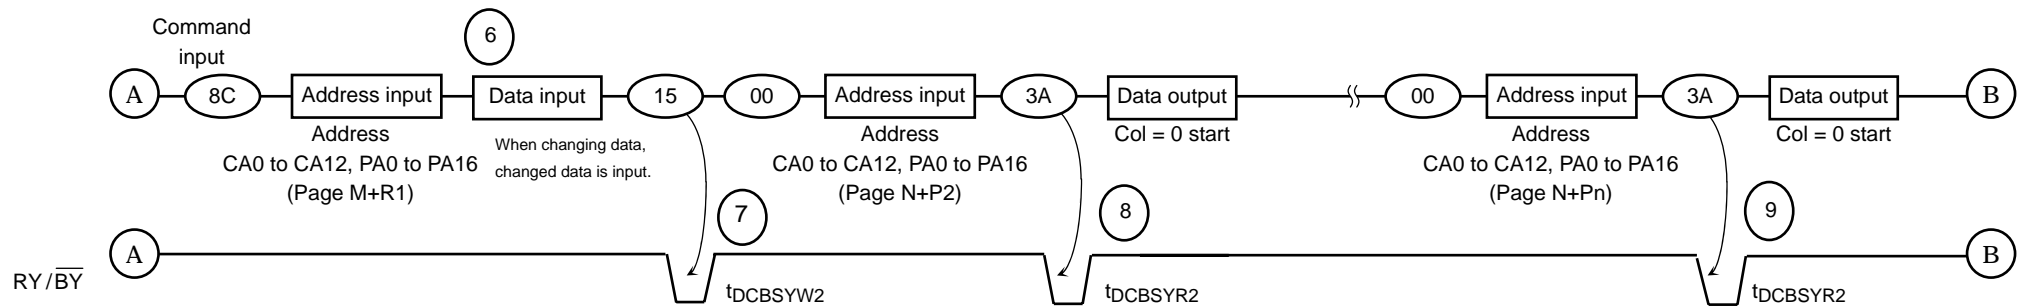 Command
input
6
A 8C Address input Data input 15 00 Address input 3A Data output 00 Address input 3A Data output B
Address
CA0 to CA12, PA0 to PA16
(Page M+R1)
When changing data,
changed data is input.
Address
CA0 to CA12, PA0 to PA16
(Page N+P2)
Col = 0 start
Address
CA0 to CA12, PA0 to PA16
(Page N+Pn)
Col = 0 start
7
8
9
A B
RY/BY
tDCBSYW2
tDCBSYR2
tDCBSYR2